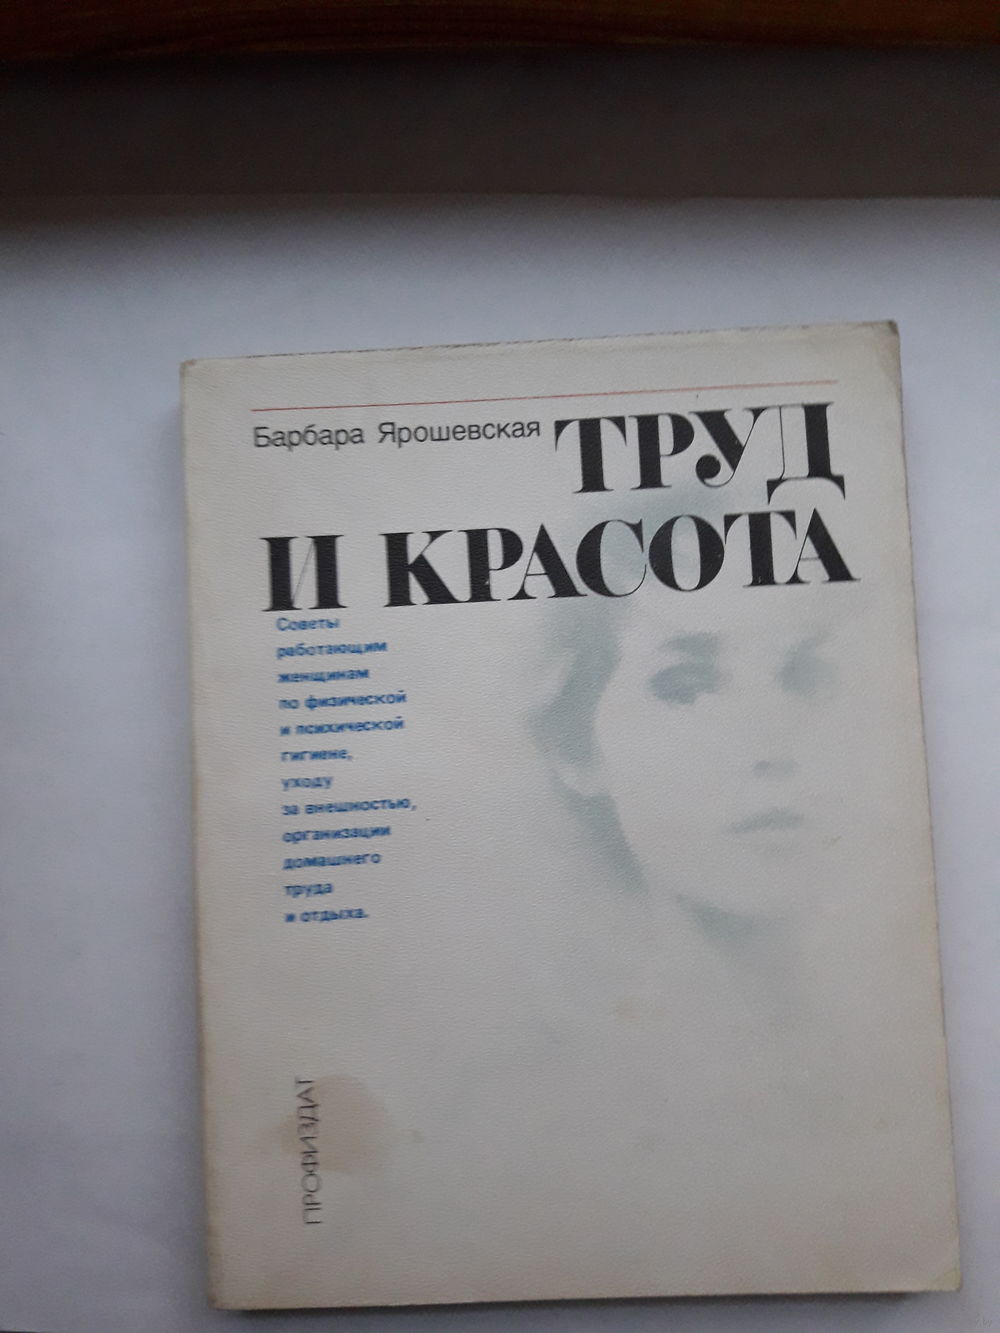 Барбара Ярошевская
ТРУД
И КРАСОТА
Советы
работающим
женщинам
по физической
и психической
гигиене,
уходу
за внешностью,
организации
домашнего
труда
и отдыха.
ПРОФИЗДАТ